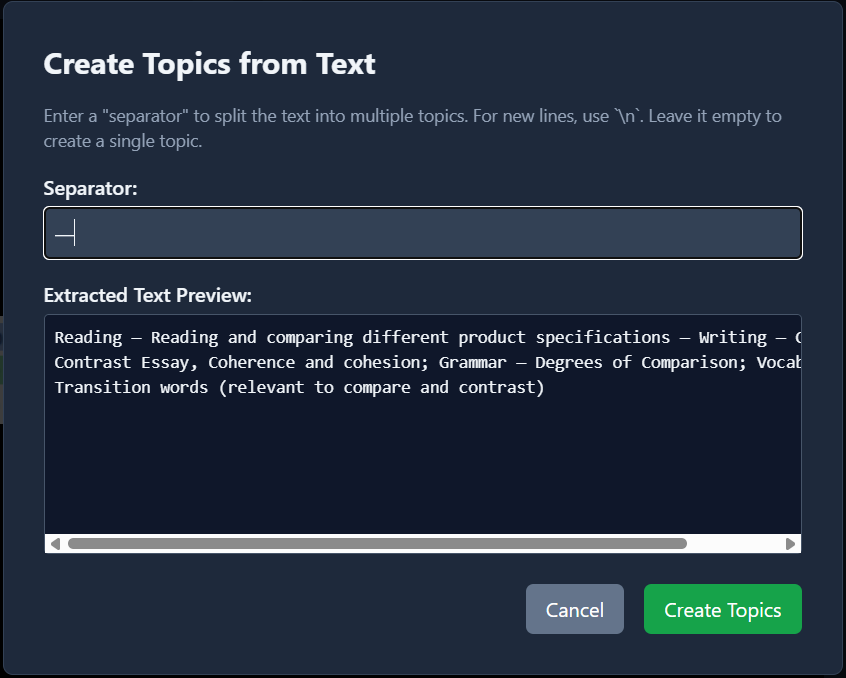 Create Topics from Text
Enter a "separator" to split the text into multiple topics. For new lines, use `\n`. Leave it empty to
create a single topic.
Separator:
—
Extracted Text Preview:
Reading – Reading and comparing different product specifications – Writing –
Contrast Essay, Coherence and cohesion; Grammar – Degrees of Comparison;
Transition words (relevant to compare and contrast)
Cancel
Create Topics